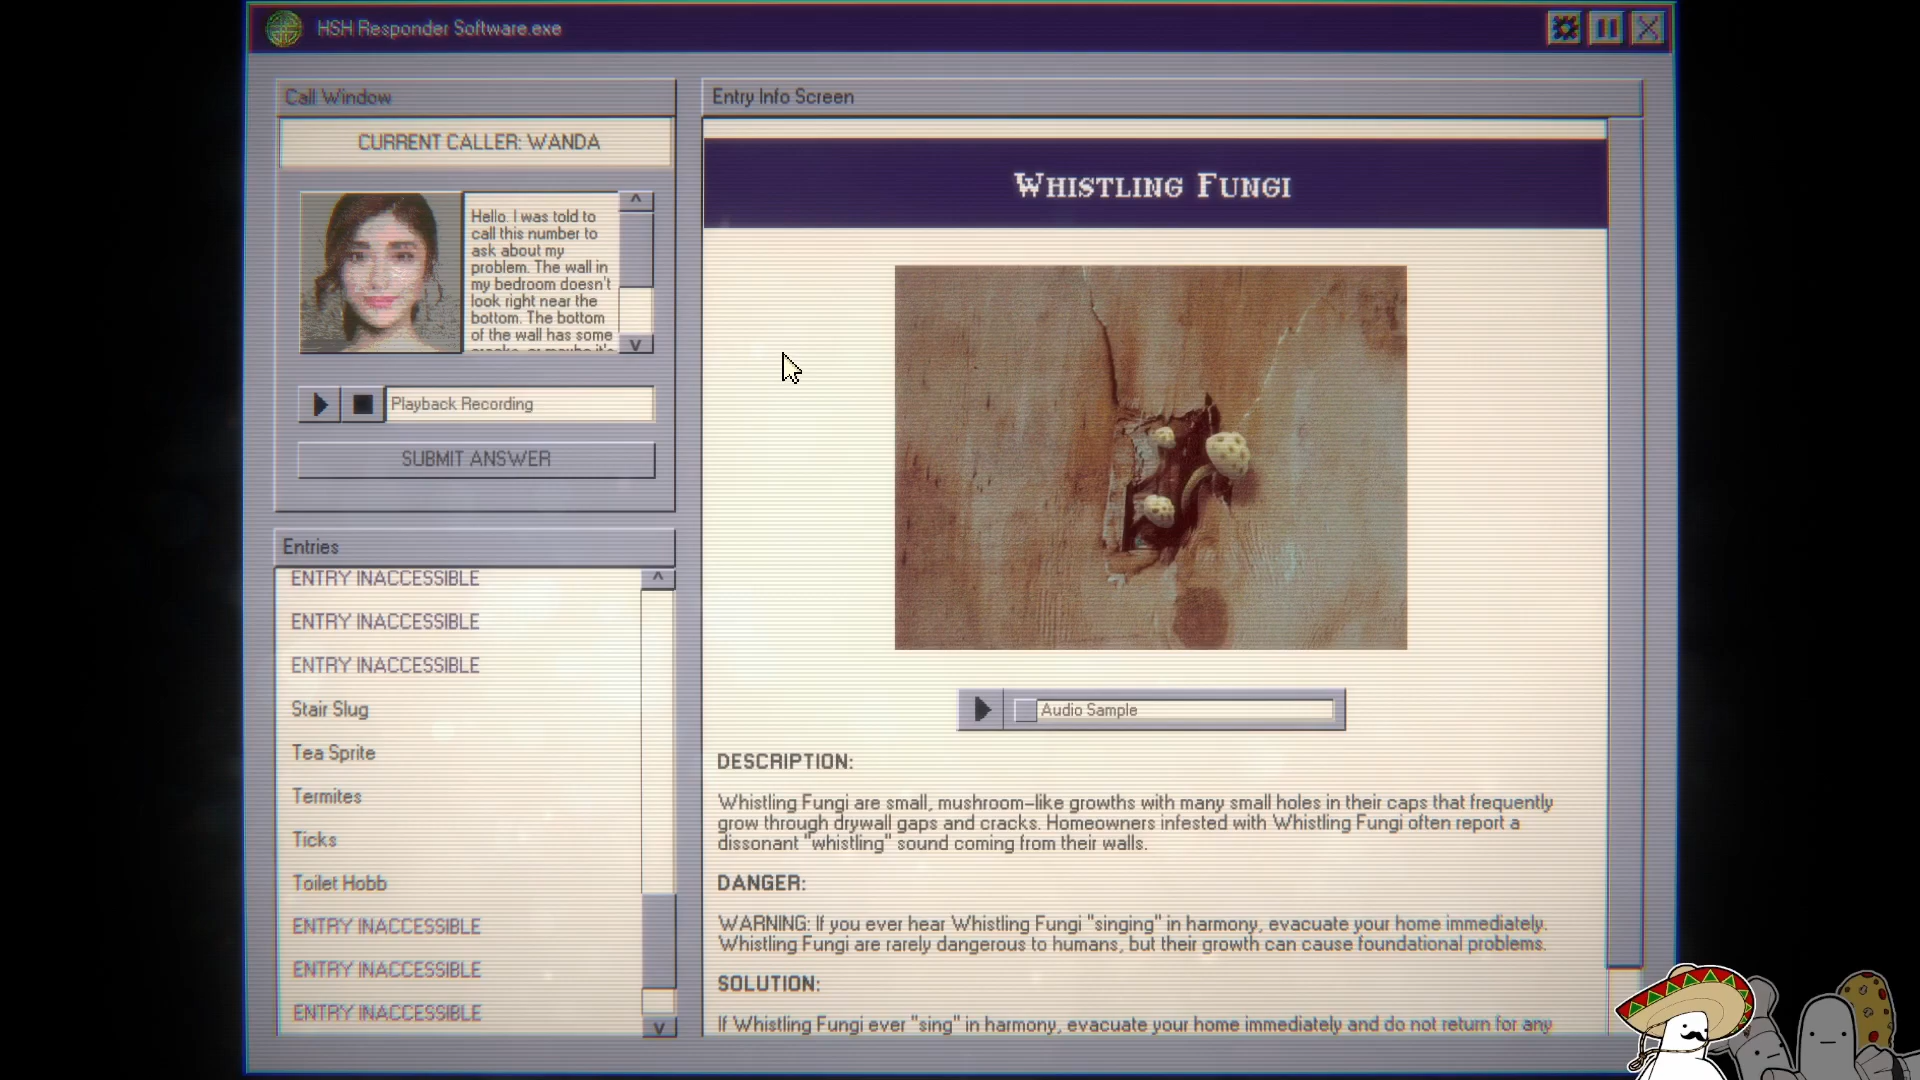 HSH Responder Software.exe
Call Window
CURRENT CALLER: WANDA
Hello. I was told to
call this number to
ask about my
problem. The wall in
my bedroom doesn't
look right near the
bottom. The bottom
of the wall has some
Playback Recording
SUBMIT ANSWER
Entries
ENTRY INACCESSIBLE
ENTRY INACCESSIBLE
ENTRY INACCESSIBLE
Stair Slug
Tea Sprite
Termites
Ticks
Toilet Hobb
ENTRY INACCESSIBLE
ENTRY INACCESSIBLE
ENTRY INACCESSIBLE
Entry Info Screen
Whistling Fungi
Audio Sample
DESCRIPTION:
Whistling Fungi are small, mushroom-like growths with many small holes in their caps that frequently
grow through drywall gaps and cracks. Homeowners infested with Whistling Fungi often report a
dissonant "whistling" sound coming from their walls.
DANGER:
WARNING: If you ever hear Whistling Fungi "singing" in harmony, evacuate your home immediately.
Whistling Fungi are rarely dangerous to humans, but their growth can cause foundational problems.
SOLUTION:
If Whistling Fungi ever "sing" in harmony, evacuate your home immediately and do not return for any